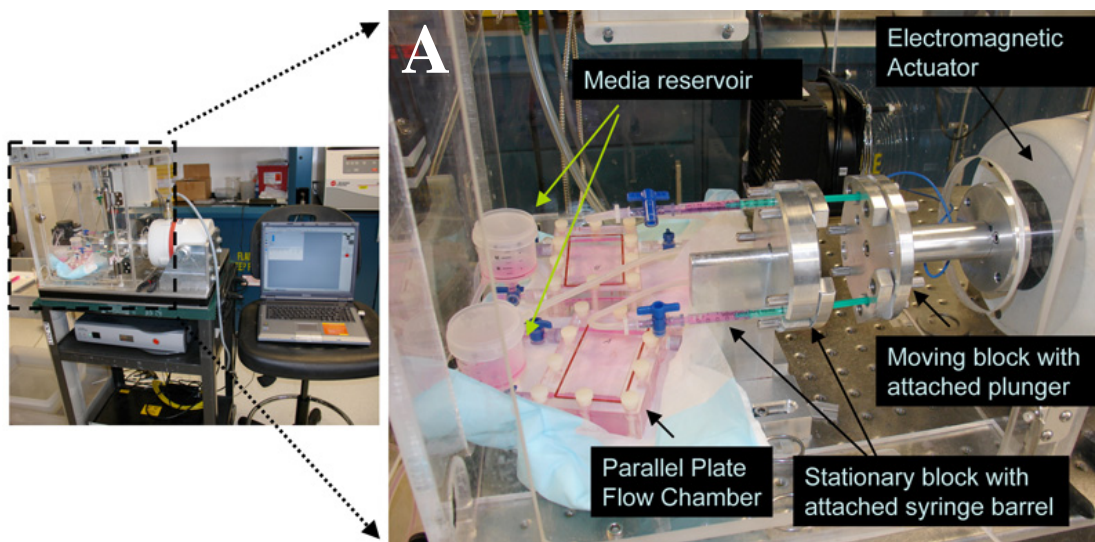 A
Media reservoir
Electromagnetic
Actuator
Moving block with
attached plunger
Parallel Plate
Flow Chamber
Stationary block with
attached syringe barrel